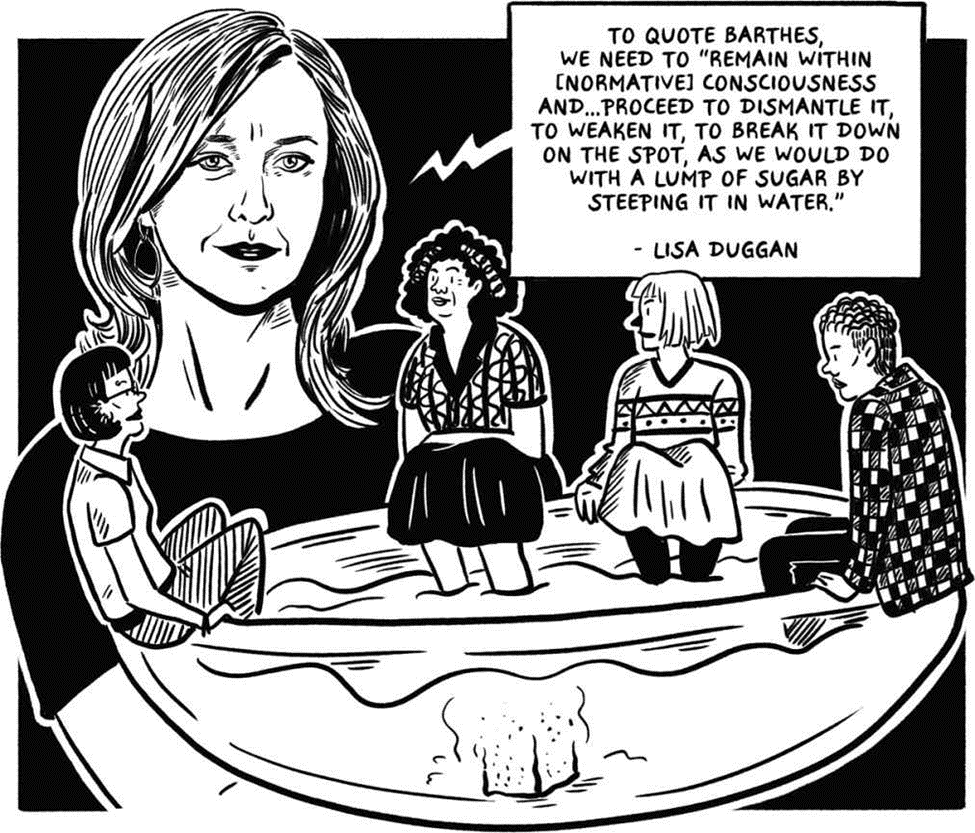 TO QUOTE BARTHES,
WE NEED TO "REMAIN WITHIN
[NORMATIVE] CONSCIOUSNESS
AND...PROCEED TO DISMANTLE IT,
TO WEAKEN IT, TO BREAK IT DOWN
ON THE SPOT, AS WE WOULD DO
WITH A LUMP OF SUGAR BY
STEEPING IT IN WATER."
- LISA DUGGAN